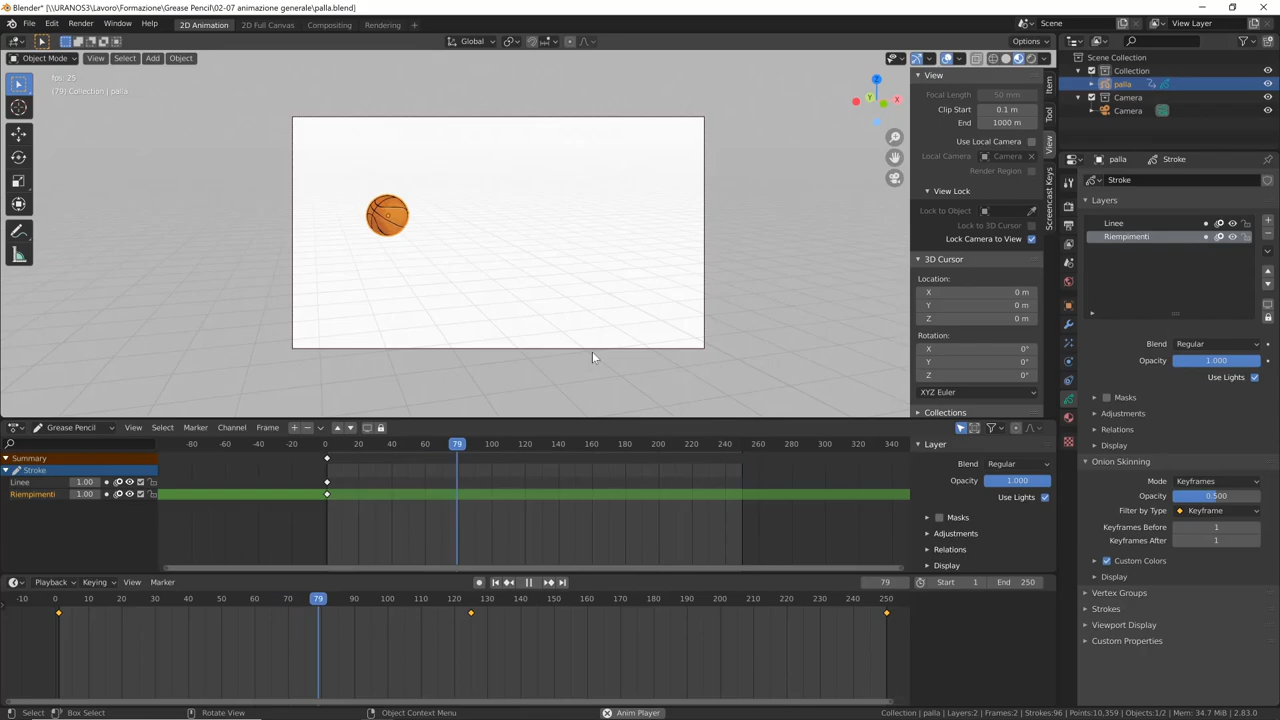 Blender* [\\URANOS3\Lavoro\Formazione\Grease Pencil\02-07 animazione generale\palla.blend]
File Edit Render Window Help 2D Animation 2D Full Canvas Compositing Rendering + Scene View Layer
Global Options
Object Mode View Select Add Object
fps: 25
(79) Collection | palla
Z
Y
X
View
Focal Length 50 mm
Clip Start 0.1 m
End 1000 m
Use Local Camera
Local Camera Camera
Render Region
View Lock
Lock to Object
Lock to 3D Cursor
Lock Camera to View
3D Cursor
Location:
X 0 m
Y 0 m
Z 0 m
Rotation:
X 0°
Y 0°
Z 0°
XYZ Euler
Collections
Item
Tool
View
Screencast Keys
Scene Collection
Collection
palla
Camera
Camera
palla Stroke
Stroke
Layers
Linee
Riempimenti
Blend Regular
Opacity 1.000
Use Lights
Masks
Adjustments
Relations
Display
Onion Skinning
Mode Keyframes
Opacity 0.500
Filter by Type Keyframe
Keyframes Before 1
Keyframes After 1
Custom Colors
Display
Vertex Groups
Strokes
Viewport Display
Custom Properties
Grease Pencil View Select Marker Channel Frame
-80 -60 -40 -20 0 20 40 60 79 100 120 140 160 180 200 220 240 260 280 300 320 340
Summary
Stroke
Linee 1.00
Riempimenti 1.00
Layer
Blend Regular
Opacity 1.000
Use Lights
Masks
Adjustments
Relations
Display
Playback Keying View Marker 79 Start 1 End 250
-10 0 10 20 30 40 50 60 70 79 90 100 110 120 130 140 150 160 170 180 190 200 210 220 230 240 250
Select Box Select Rotate View Object Context Menu Anim Player Collection | palla | Layers:2 | Frames:2 | Strokes:96 | Points:10,359 | Objects:1/2 | Mem: 34.7 MiB | 2.83.0